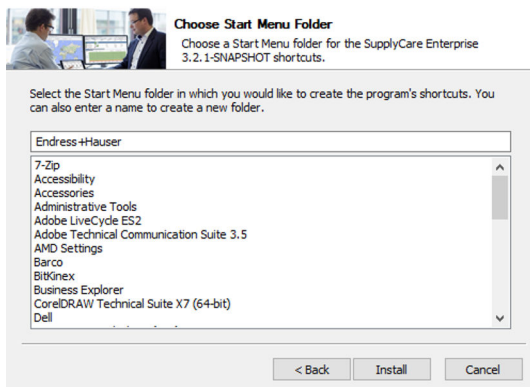 Choose Start Menu Folder
Choose a Start Menu folder for the SupplyCare Enterprise
3.2.1-SNAPSHOT shortcuts.
Select the Start Menu folder in which you would like to create the program's shortcuts. You
can also enter a name to create a new folder.
Endress+Hauser
7-Zip
Accessibility
Accessories
Administrative Tools
Adobe LiveCycle ES2
Adobe Technical Communication Suite 3.5
AMD Settings
Barco
BitKinex
Business Explorer
CorelDRAW Technical Suite X7 (64-bit)
Dell
< Back
Install
Cancel